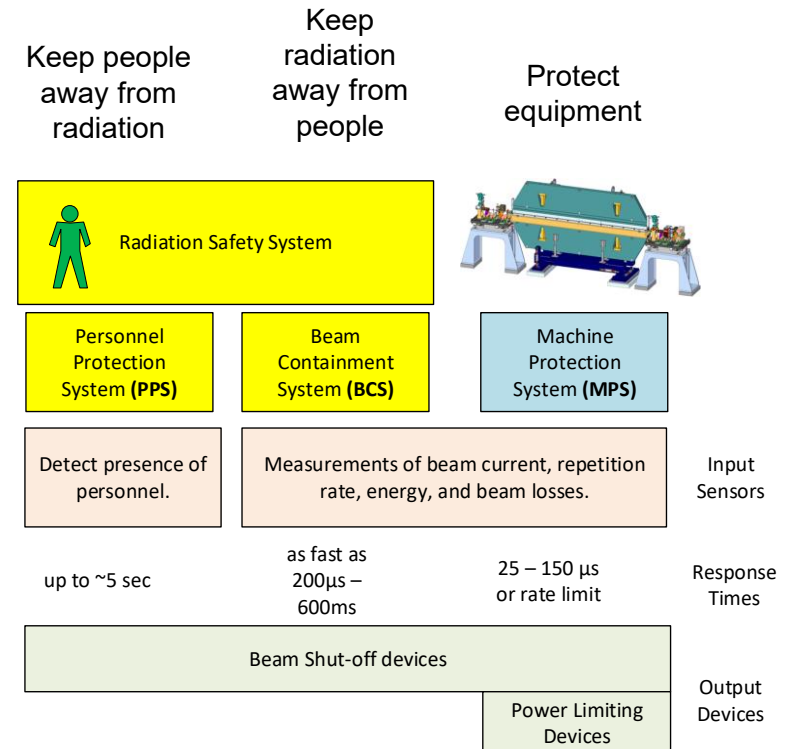 Keep people
away from
radiation
Keep
radiation
away from
people
Protect
equipment
Radiation Safety System
Personnel
Protection
System (PPS)
Beam
Containment
System (BCS)
Machine
Protection
System (MPS)
Detect presence of
personnel.
Measurements of beam current, repetition
rate, energy, and beam losses.
Input
Sensors
up to ~5 sec
as fast as
200µs –
600ms
25 – 150 µs
or rate limit
Response
Times
Beam Shut-off devices
Power Limiting
Devices
Output
Devices